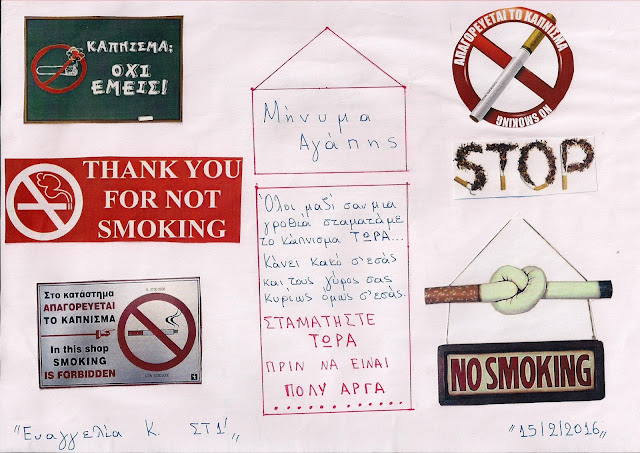 ΚΑΠΝΙΣΜΑ;
ΟΧΙ
ΕΜΕΙΣ!
THANK YOU
FOR NOT
SMOKING
Στο κατάστημα
ΑΠΑΓΟΡΕΥΕΤΑΙ
ΤΟ ΚΑΠΝΙΣΜΑ
In this shop
SMOKING
IS FORBIDDEN
Μήνυμα
Αγάπης
Όλοι μαζί σαν μια
γροθιά σταματάμε
το κάπνισμα ΤΩΡΑ...
Κάνει κακό σ'εσάς
και τους γύρος σας
Κυρίως όμως σ'εσάς.
ΣΤΑΜΑΤΗΣΤΕ
ΤΩΡΑ
ΠΡΙΝ ΝΑ ΕΙΝΑΙ
ΠΟΛΥ ΑΡΓΑ
ΑΠΑΓΟΡΕΥΕΤΑΙ ΤΟ ΚΑΠΝΙΣΜΑ
NO SMOKING
STOP
NO SMOKING
"Ευαγγελία Κ. ΣΤ1'„
"15/2/2016„